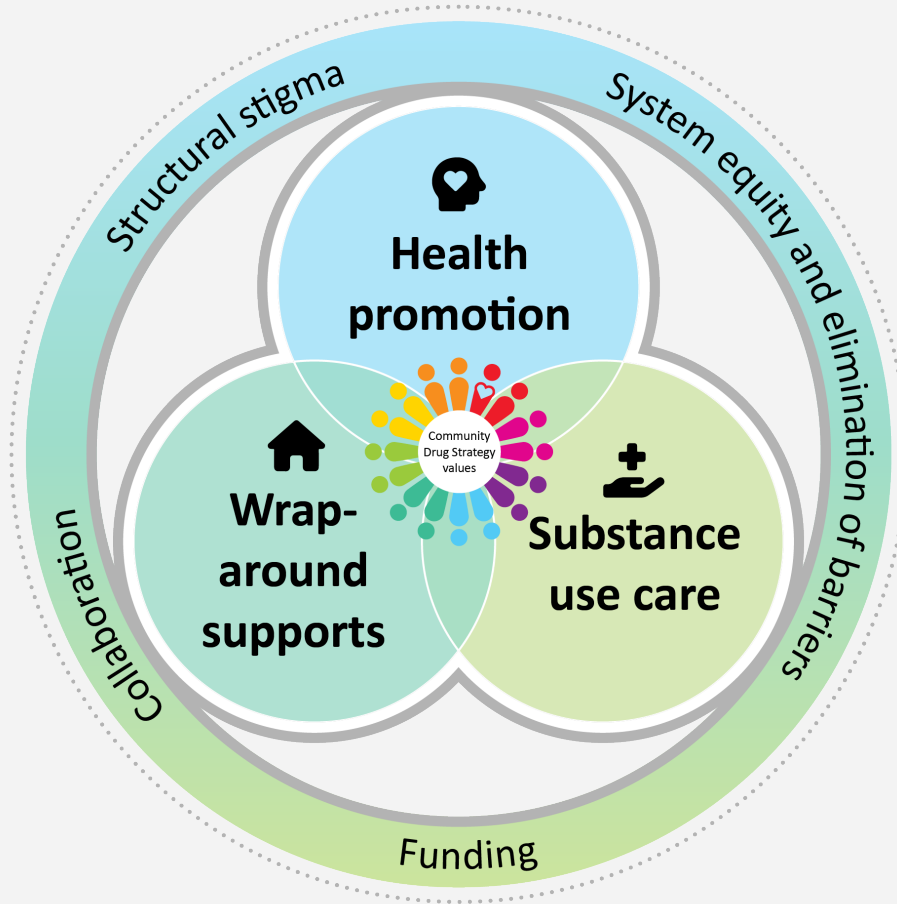 Structural stigma
System equity and elimination of barriers
Health
promotion
Community
Drug Strategy
values
Wrap-
around
supports
Substance
use care
Collaboration
Funding